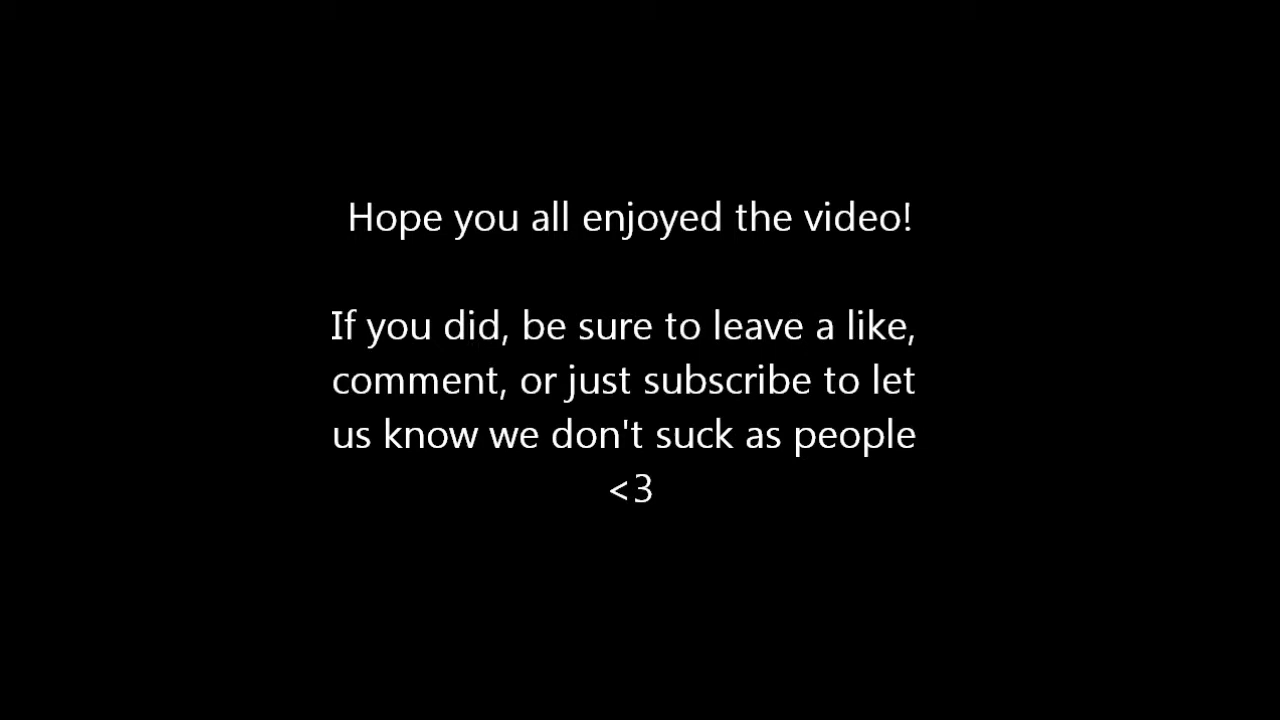 Hope you all enjoyed the video!
If you did, be sure to leave a like,
comment, or just subscribe to let
us know we don't suck as people
<3